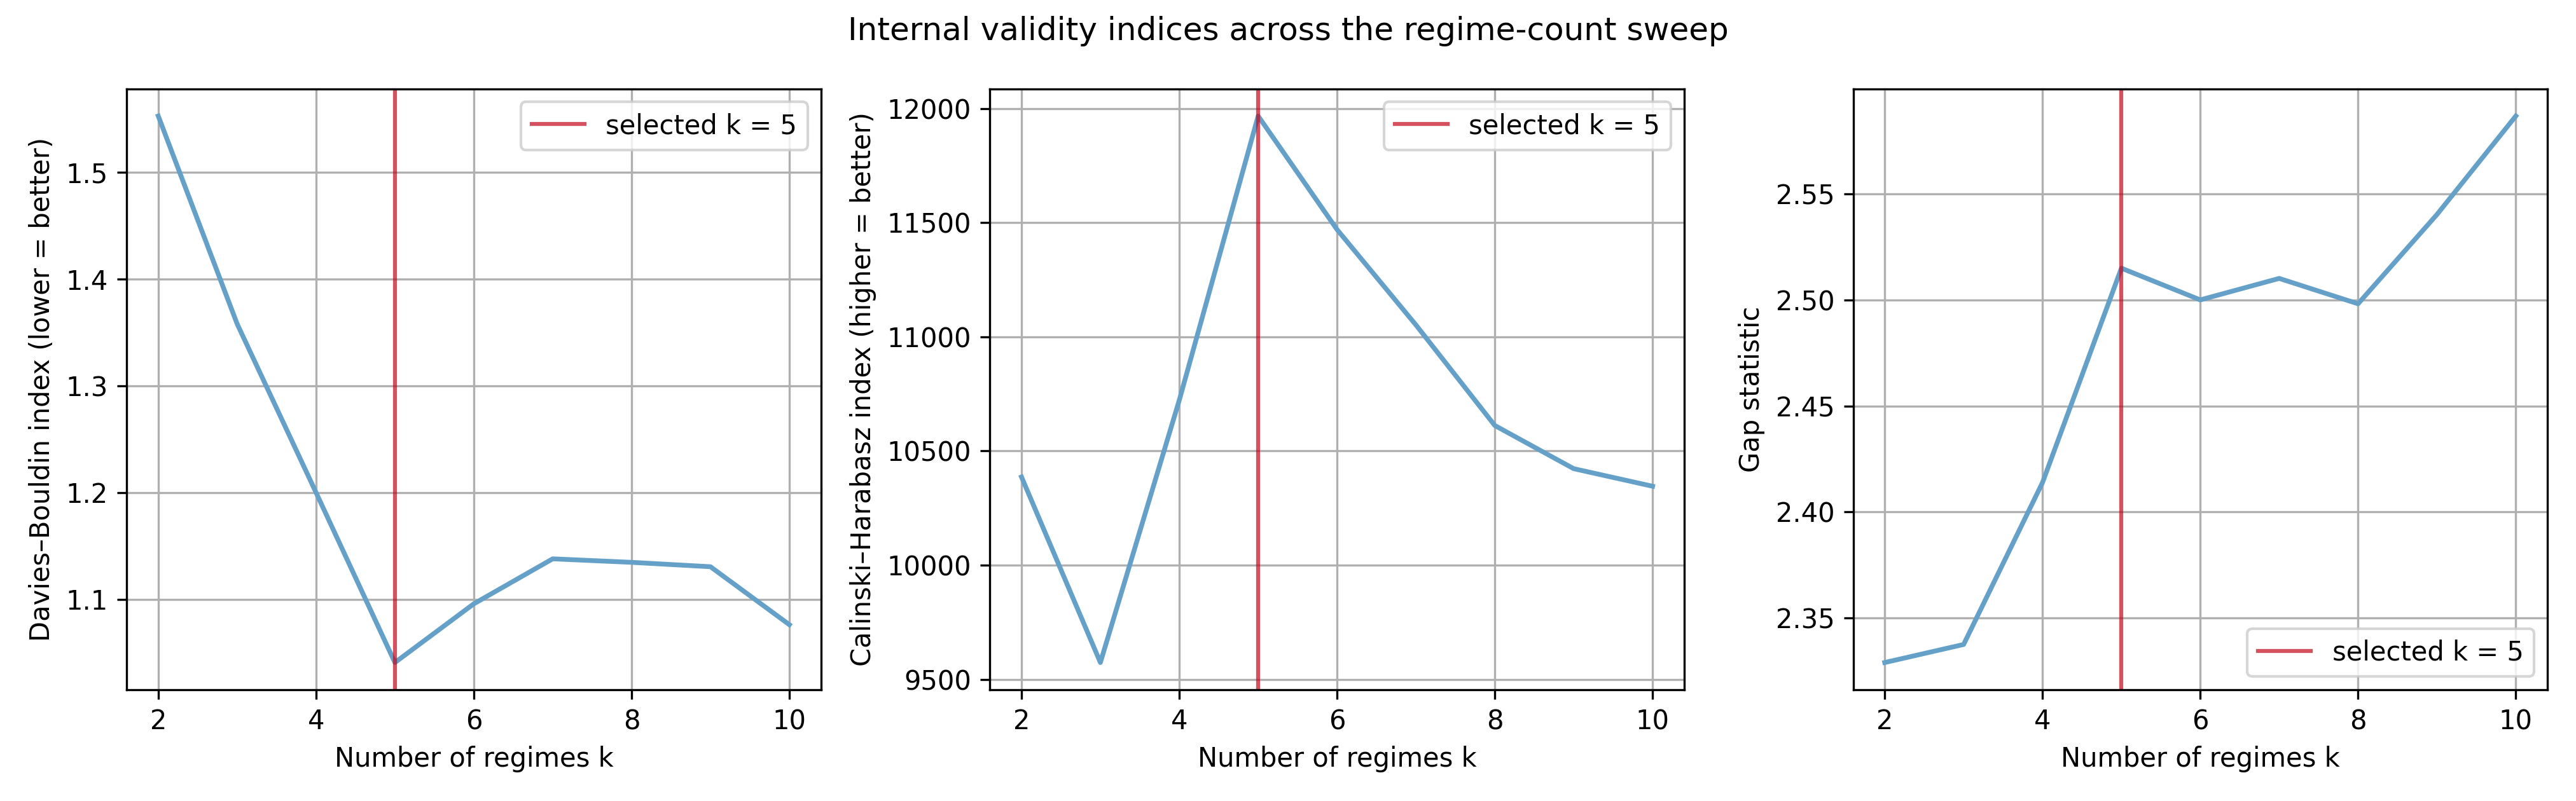 Internal validity indices across the regime-count sweep
Davies–Bouldin index (lower = better)
1.5
1.4
1.3
1.2
1.1
selected k = 5
2 4 6 8 10
Number of regimes k
Calinski–Harabasz index (higher = better)
12000
11500
11000
10500
10000
9500
selected k = 5
2 4 6 8 10
Number of regimes k
Gap statistic
2.55
2.50
2.45
2.40
2.35
selected k = 5
2 4 6 8 10
Number of regimes k